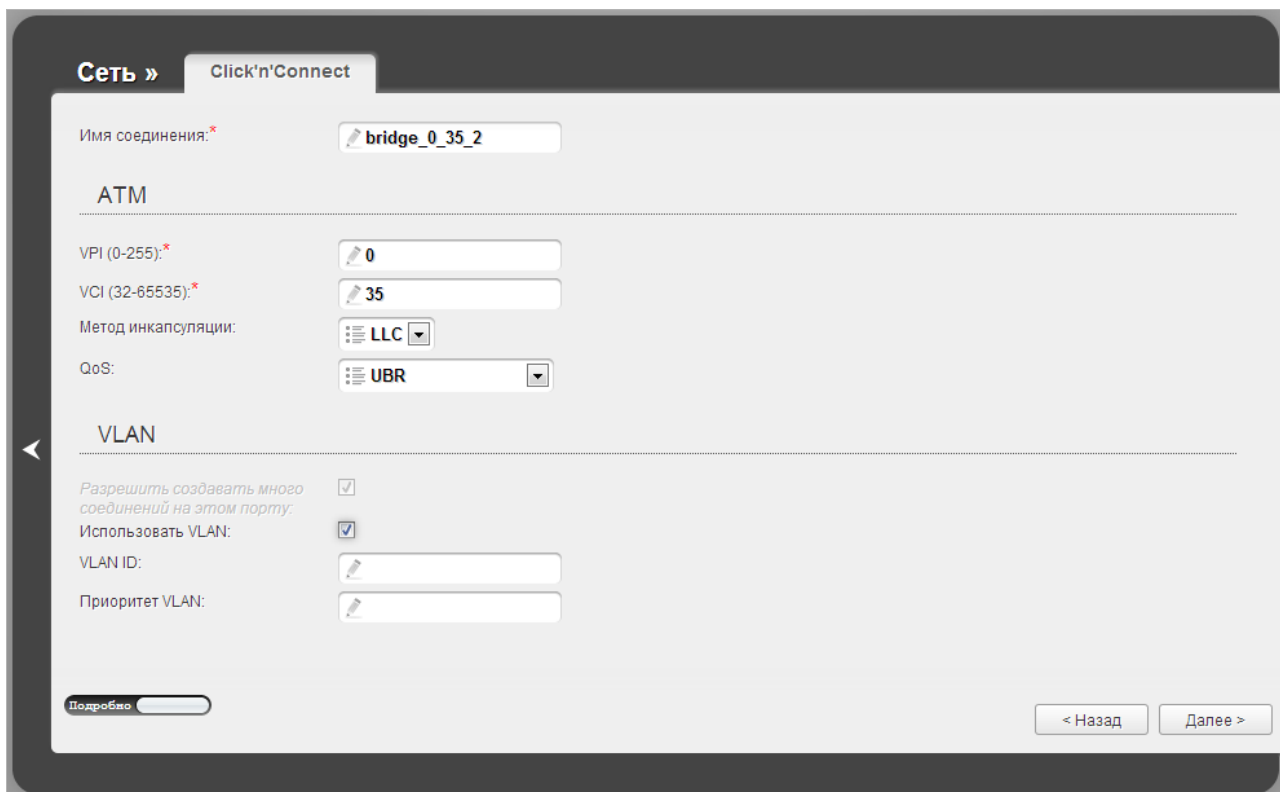 Сеть »
Click'n'Connect
Имя соединения:*
bridge_0_35_2
ATM
VPI (0-255):*
0
VCI (32-65535):*
35
Метод инкапсуляции:
LLC
QoS:
UBR
VLAN
Разрешить создавать много
соединений на этом порту:
Использовать VLAN:
VLAN ID:
Приоритет VLAN:
Подробно
< Назад
Далее >